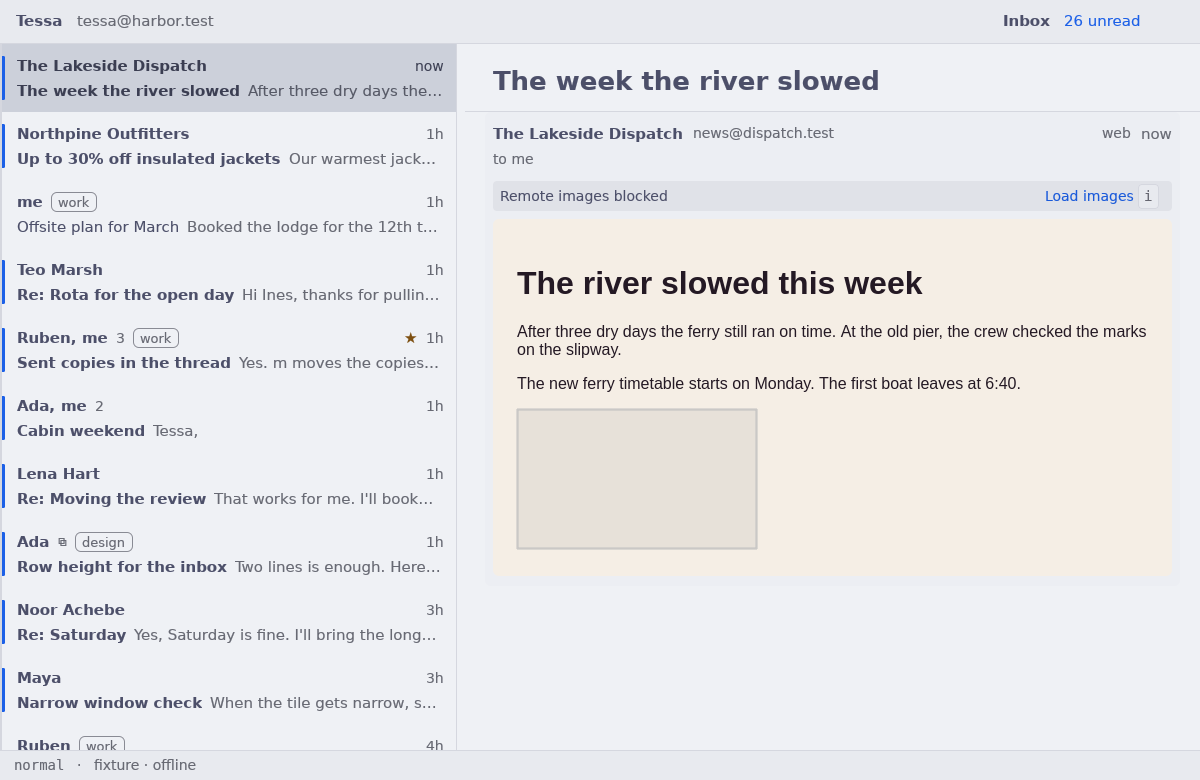 Tessa tessa@harbor.test Inbox 26 unread
The Lakeside Dispatch now
The week the river slowed After three dry days the…
Northpine Outfitters 1h
Up to 30% off insulated jackets Our warmest jack…
me work 1h
Offsite plan for March Booked the lodge for the 12th t…
Teo Marsh 1h
Re: Rota for the open day Hi Ines, thanks for pullin…
Ruben, me 3 work ★ 1h
Sent copies in the thread Yes. m moves the copies…
Ada, me 2 1h
Cabin weekend Tessa,
Lena Hart 1h
Re: Moving the review That works for me. I'll book…
Ada design 1h
Row height for the inbox Two lines is enough. Here…
Noor Achebe 3h
Re: Saturday Yes, Saturday is fine. I'll bring the long…
Maya 3h
Narrow window check When the tile gets narrow, s…
Ruben work 4h
The week the river slowed
The Lakeside Dispatch news@dispatch.test web now
to me
Remote images blocked Load images i
The river slowed this week
After three dry days the ferry still ran on time. At the old pier, the crew checked the marks
on the slipway.
The new ferry timetable starts on Monday. The first boat leaves at 6:40.
normal · fixture · offline